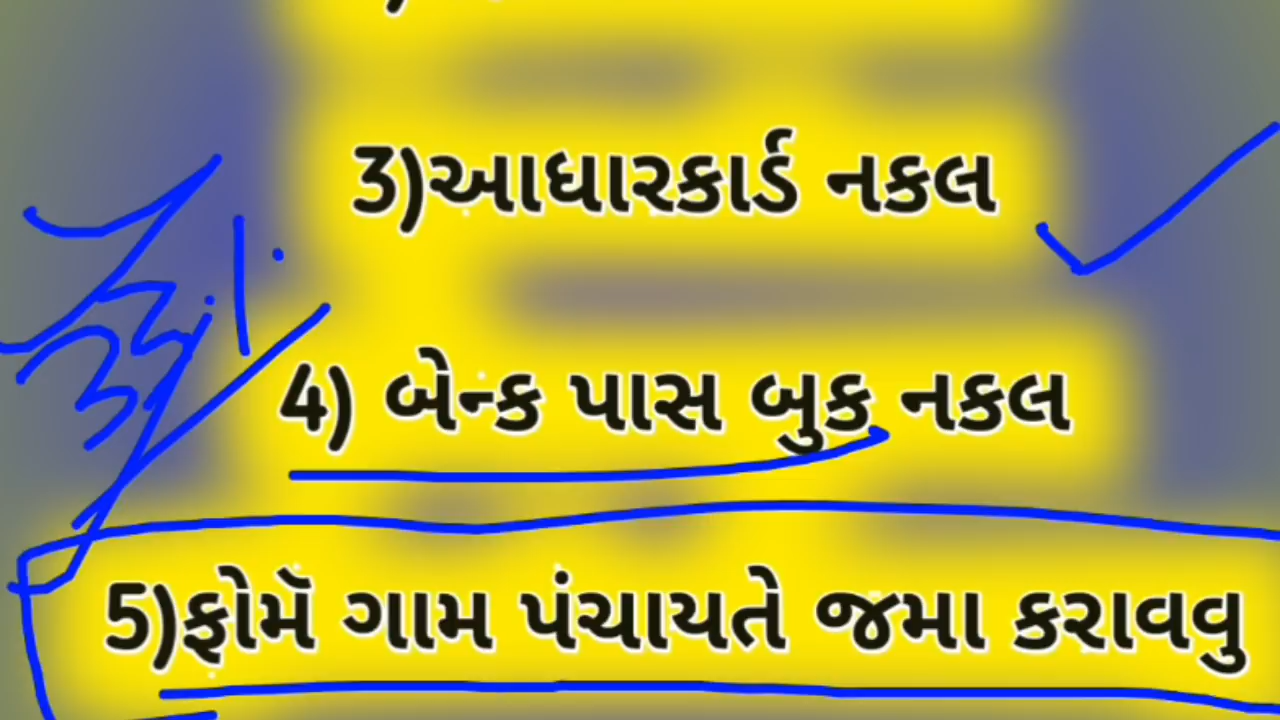 3)આધારકાર્ડ નકલ
4) બેન્ક પાસ બુક નકલ
5)ફોમૅ ગામ પંચાયતે જમા કરાવવુ